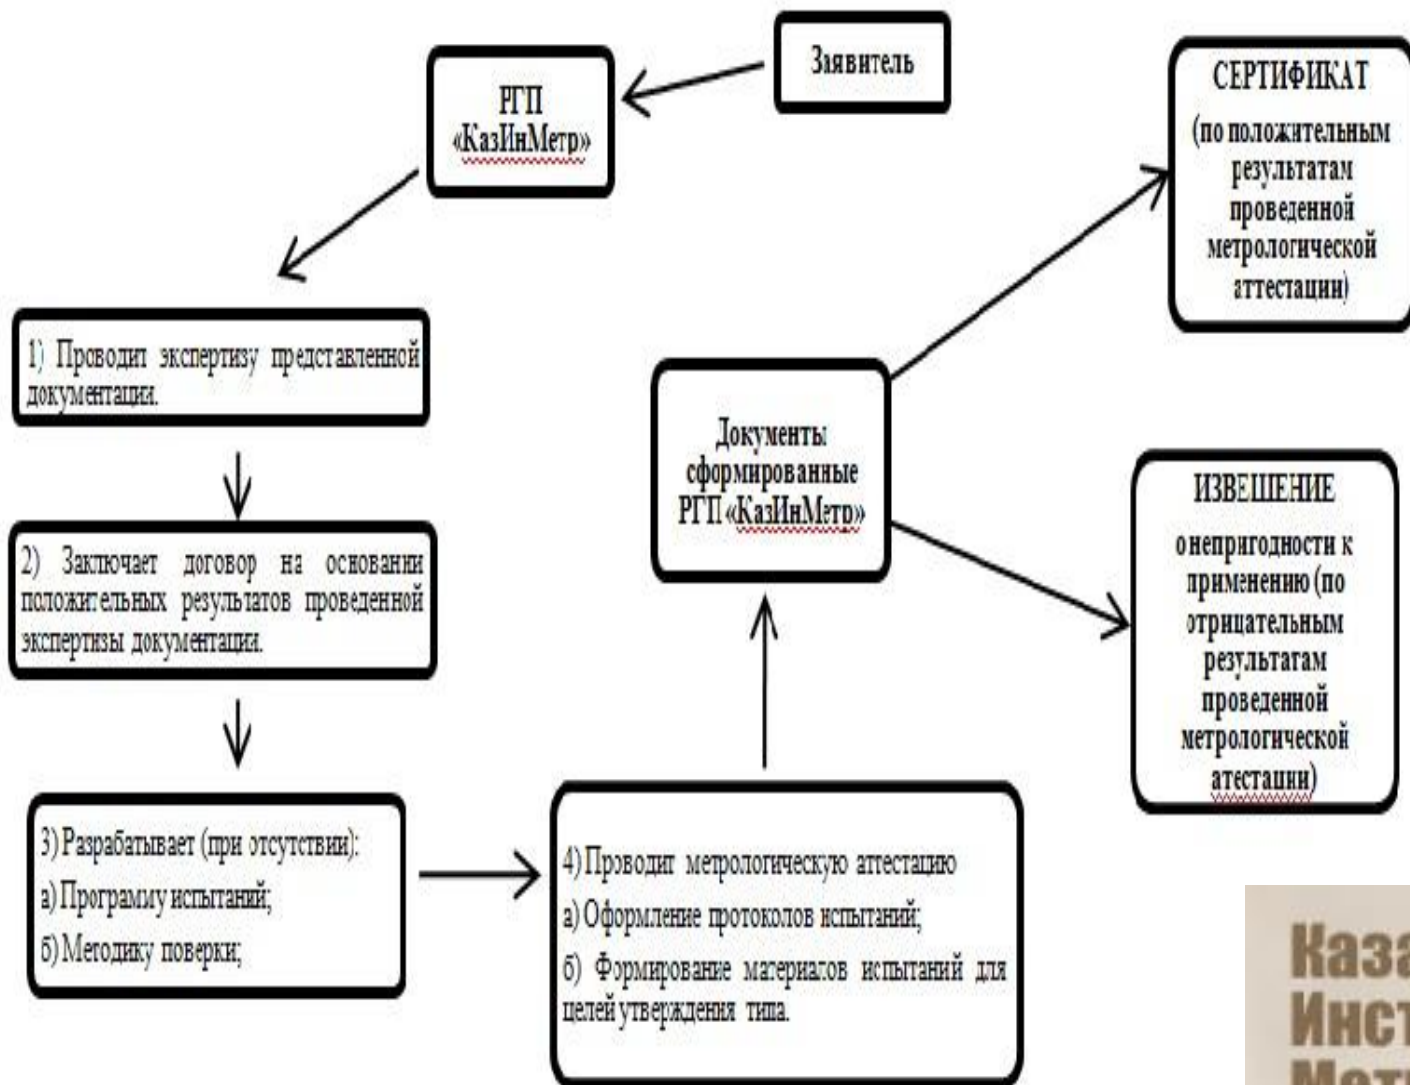 Заявитель
РГП
«КазИнМетр»
1) Проводит экспертизу представленной
документации.
2) Заключает договор на основании
положительных результатов проведенной
экспертизы документации.
3) Разрабатывает (при отсутствии):
а) Программу испытаний;
б) Методику поверки;
4) Проводит метрологическую аттестацию
а) Оформление протоколов испытаний;
б) Формирование материалов испытаний для
целей утверждения типа.
Документы
сформированные
РГП «КазИнМетр»
СЕРТИФИКАТ
(по положительным
результатам
проведенной
метрологической
аттестации)
ИЗВЕШЕНИЕ
о непригодности к
применению (по
отрицательным
результатам
проведенной
метрологической
атестации)